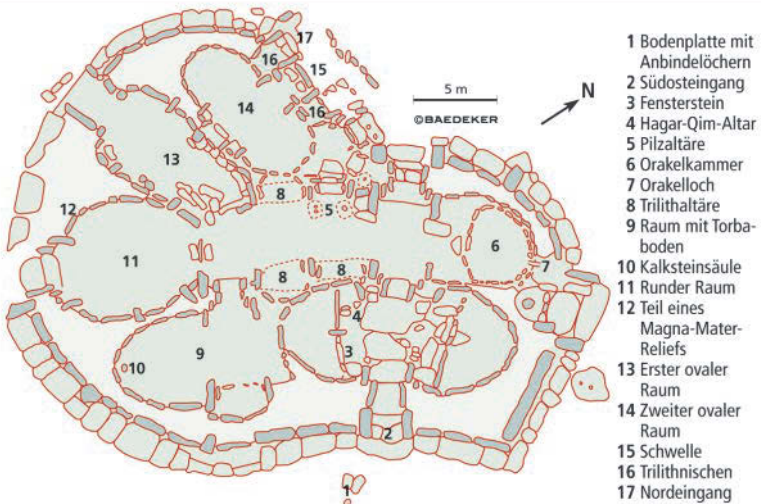 17
16
15
5 m
N
14
©BAEDEKER
16
13
8
5
12
6
11
7
8
8
4
9
3
10
2
1
1 Bodenplatte mit
Anbindelöchern
2 Südosteingang
3 Fensterstein
4 Hagar-Qim-Altar
5 Pilzaltäre
6 Orakelkammer
7 Orakelloch
8 Trilithaltäre
9 Raum mit Torba-
boden
10 Kalksteinsäule
11 Runder Raum
12 Teil eines
Magna-Mater-
Reliefs
13 Erster ovaler
Raum
14 Zweiter ovaler
Raum
15 Schwelle
16 Trilithnischen
17 Nordeingang